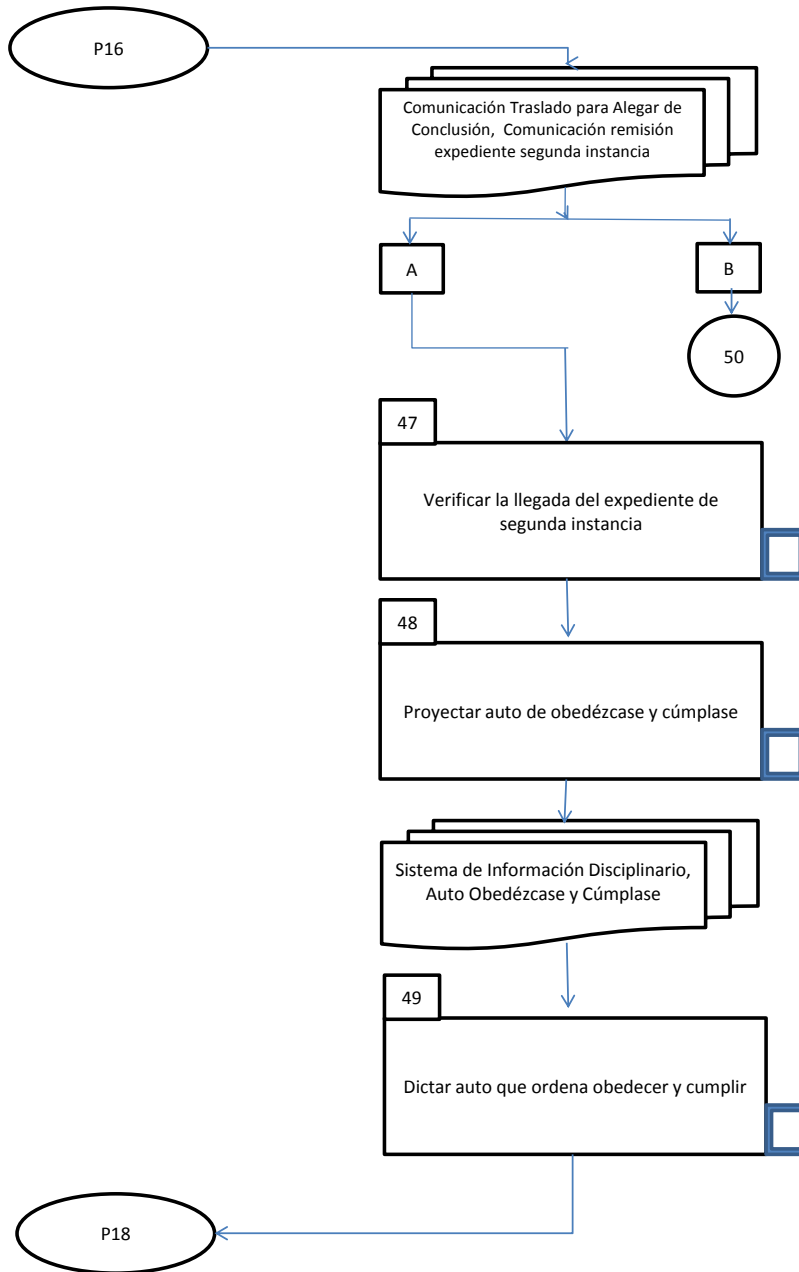 P16
Comunicación Traslado para Alegar de
Conclusión, Comunicación remisión
expediente segunda instancia
A
B
50
47
Verificar la llegada del expediente de
segunda instancia
48
Proyectar auto de obedézcase y cúmplase
Sistema de Información Disciplinario,
Auto Obedézcase y Cúmplase
49
Dictar auto que ordena obedecer y cumplir
P18